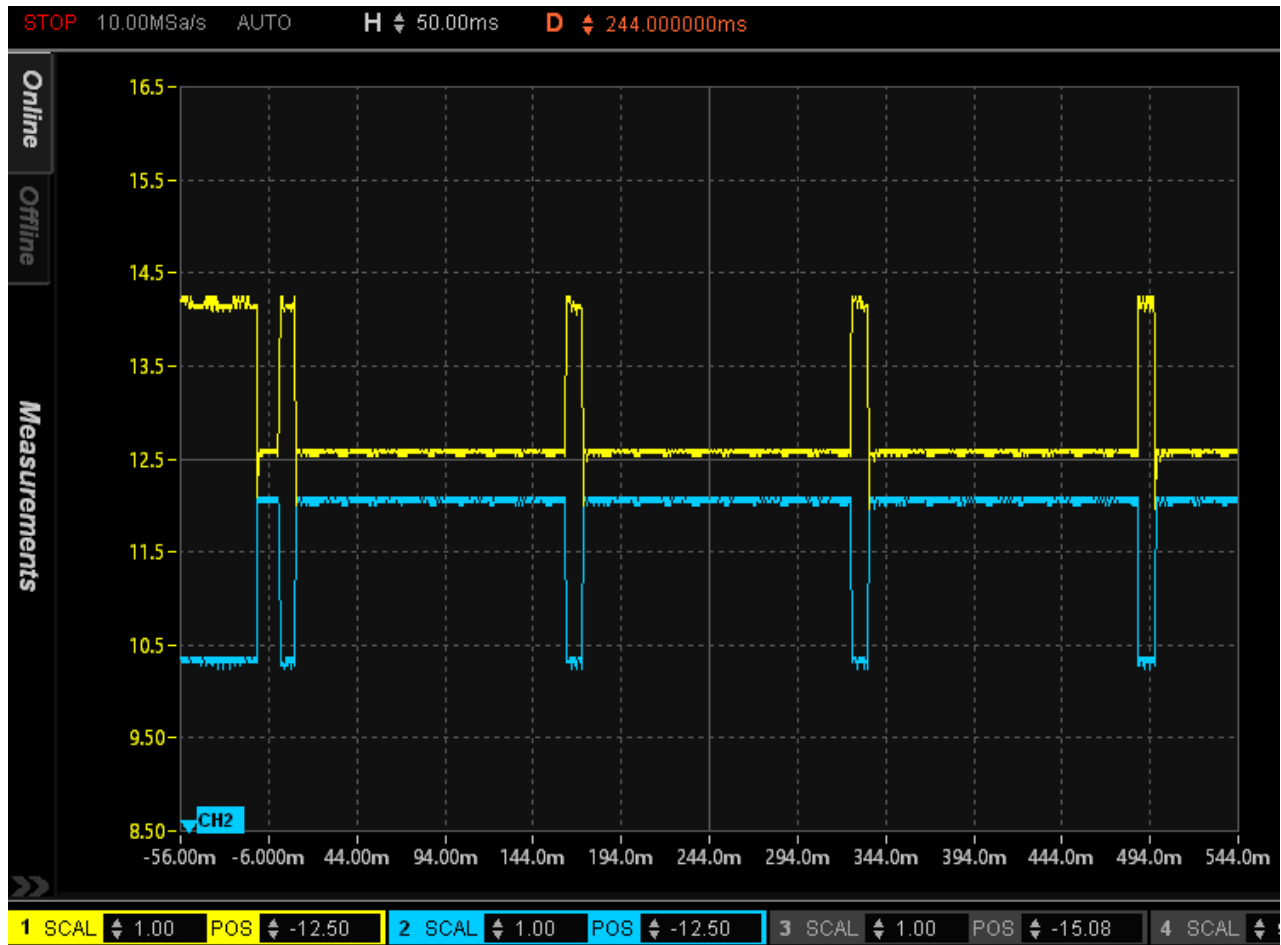 STOP 10.00MSa/s AUTO H 50.00ms D 244.000000ms
Online
Offline
Measurements
16.5
15.5
14.5
13.5
12.5
11.5
10.5
9.50
8.50
CH2
-56.00m -6.000m 44.00m 94.00m 144.0m 194.0m 244.0m 294.0m 344.0m 394.0m 444.0m 494.0m 544.0m
1 SCAL 1.00 POS -12.50 2 SCAL 1.00 POS -12.50 3 SCAL 1.00 POS -15.08 4 SCAL